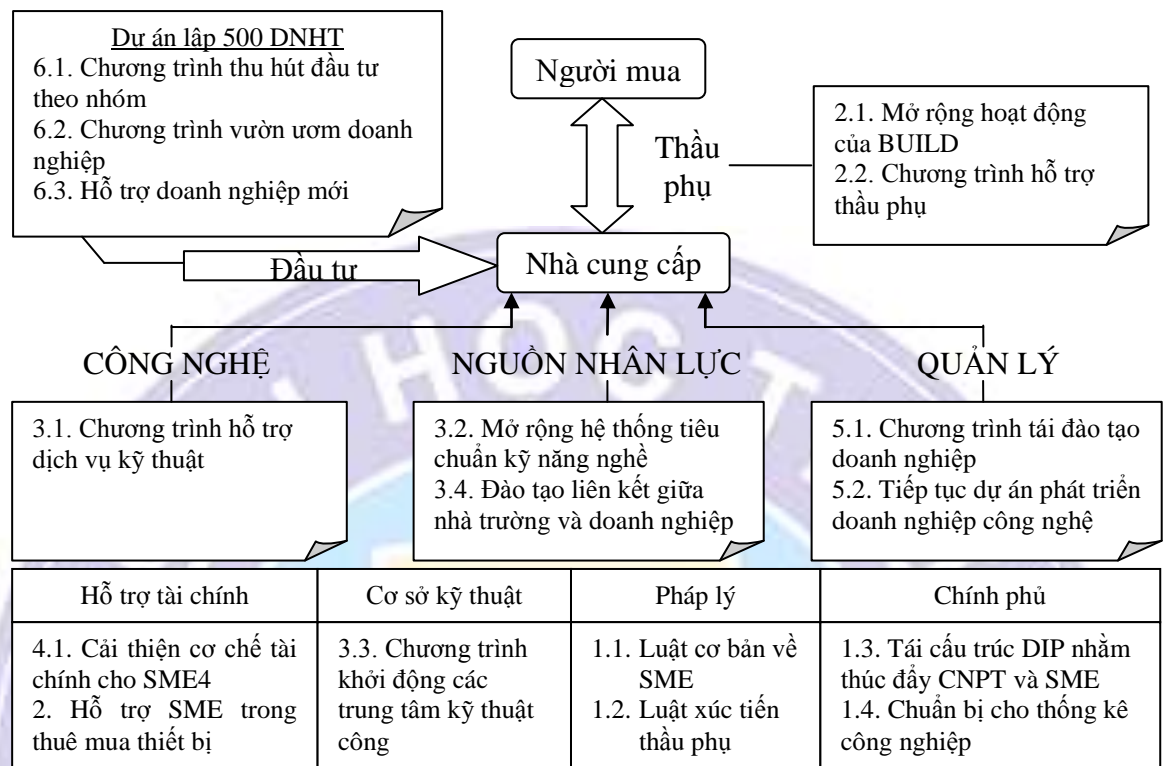 Dự án lập 500 DNHT
6.1. Chương trình thu hút đầu tư
theo nhóm
6.2. Chương trình vườn ươm doanh
nghiệp
6.3. Hỗ trợ doanh nghiệp mới
Người mua
Thầu
phụ
2.1. Mở rộng hoạt động
của BUILD
2.2. Chương trình hỗ trợ
thầu phụ
Đầu tư
Nhà cung cấp
CÔNG NGHỆ
NGUỒN NHÂN LỰC
QUẢN LÝ
3.1. Chương trình hỗ trợ
dịch vụ kỹ thuật
3.2. Mở rộng hệ thống tiêu
chuẩn kỹ năng nghề
3.4. Đào tạo liên kết giữa
nhà trường và doanh nghiệp
5.1. Chương trình tái đào tạo
doanh nghiệp
5.2. Tiếp tục dự án phát triển
doanh nghiệp công nghệ
Hỗ trợ tài chính
Cơ sở kỹ thuật
Pháp lý
Chính phủ
4.1. Cải thiện cơ chế tài
chính cho SME4
2. Hỗ trợ SME trong
thuê mua thiết bị
3.3. Chương trình
khởi động các
trung tâm kỹ thuật
công
1.1. Luật cơ bản về
SME
1.2. Luật xúc tiến
thầu phụ
1.3. Tái cấu trúc DIP nhằm
thúc đẩy CNPT và SME
1.4. Chuẩn bị cho thống kê
công nghiệp